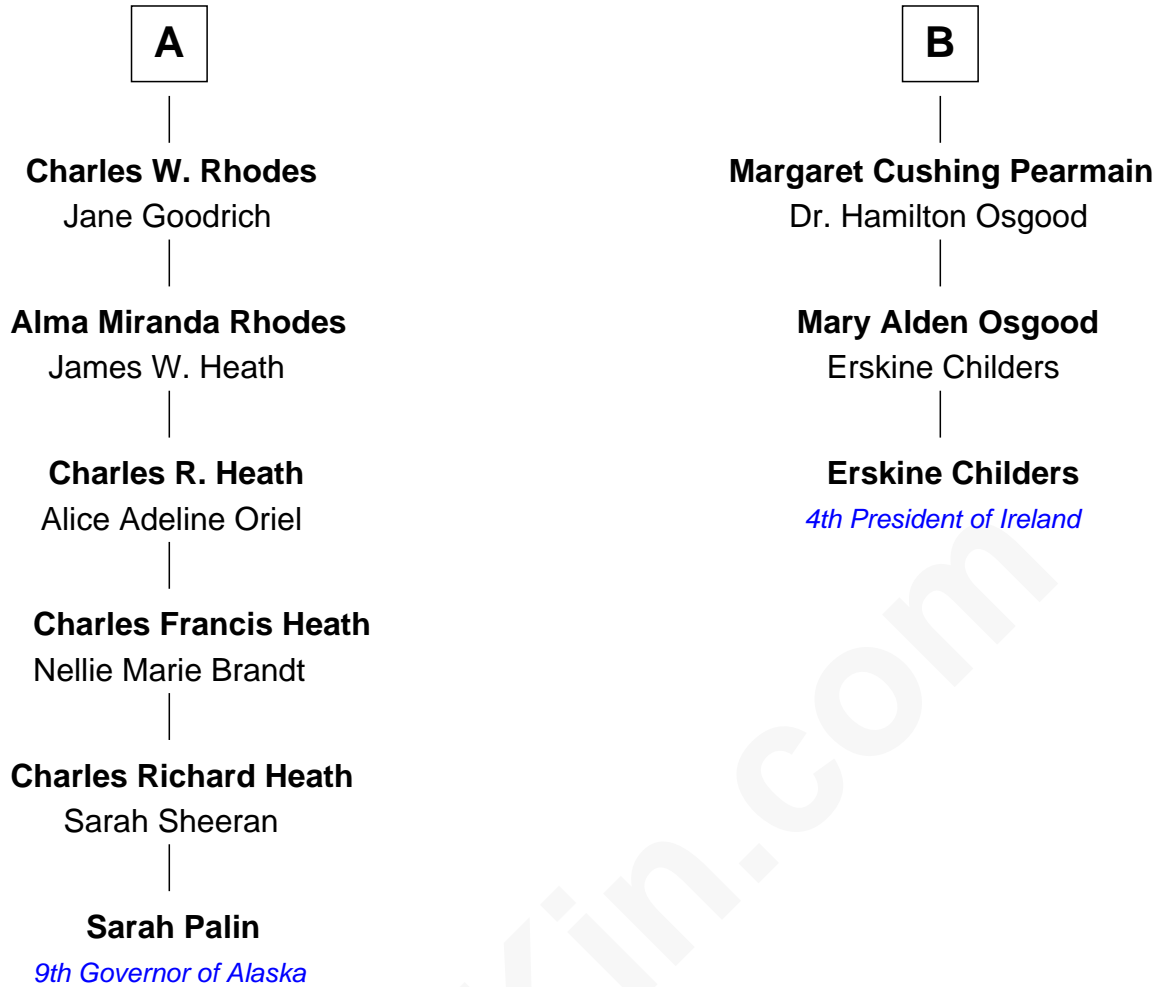 A
Charles W. Rhodes
Jane Goodrich
Alma Miranda Rhodes
James W. Heath
Charles R. Heath
Alice Adeline Oriel
Charles Francis Heath
Nellie Marie Brandt
Charles Richard Heath
Sarah Sheeran
Sarah Palin
9th Governor of Alaska
B
Margaret Cushing Pearmain
Dr. Hamilton Osgood
Mary Alden Osgood
Erskine Childers
Erskine Childers
4th President of Ireland